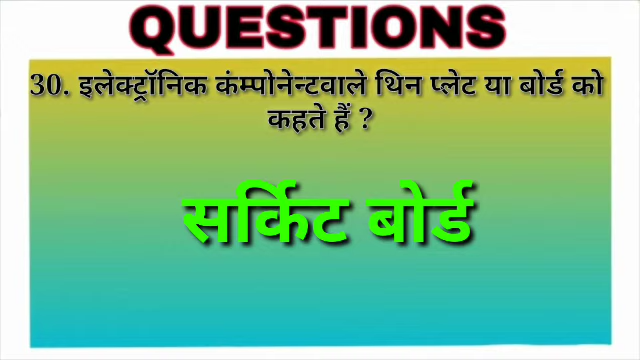 QUESTIONS
30. इलेक्ट्रॉनिक कंम्पोनेन्टवाले थिन प्लेट या बोर्ड को
कहते हैं ?
सर्किट बोर्ड